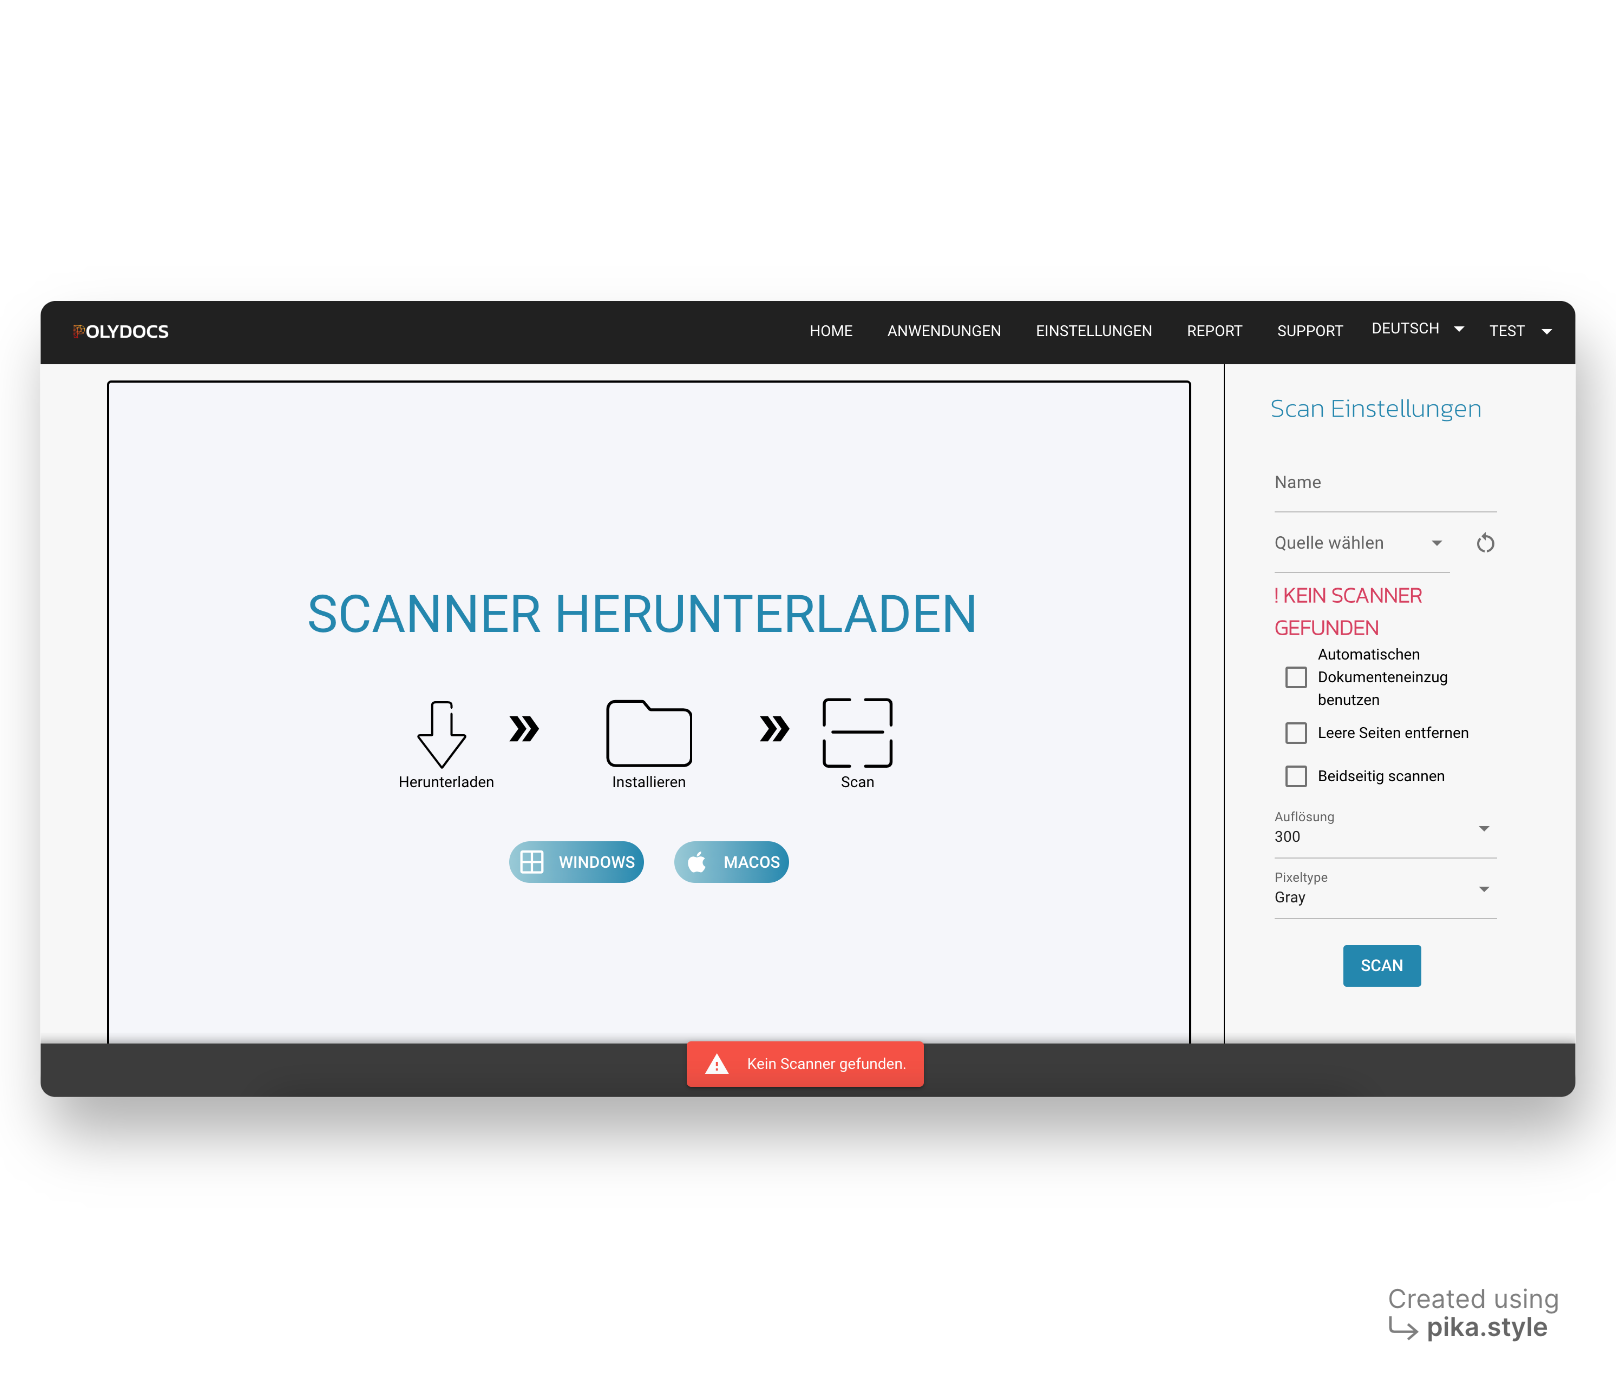 POLYDOCS
HOME ANWENDUNGEN EINSTELLUNGEN REPORT SUPPORT DEUTSCH TEST
SCANNER HERUNTERLADEN
Herunterladen
Installieren
Scan
WINDOWS
MACOS
Scan Einstellungen
Name
Quelle wählen
! KEIN SCANNER
GEFUNDEN
Automatischen
Dokumenteneinzug
benutzen
Leere Seiten entfernen
Beidseitig scannen
Auflösung
300
Pixeltype
Gray
SCAN
Kein Scanner gefunden.
Created using
pika.style